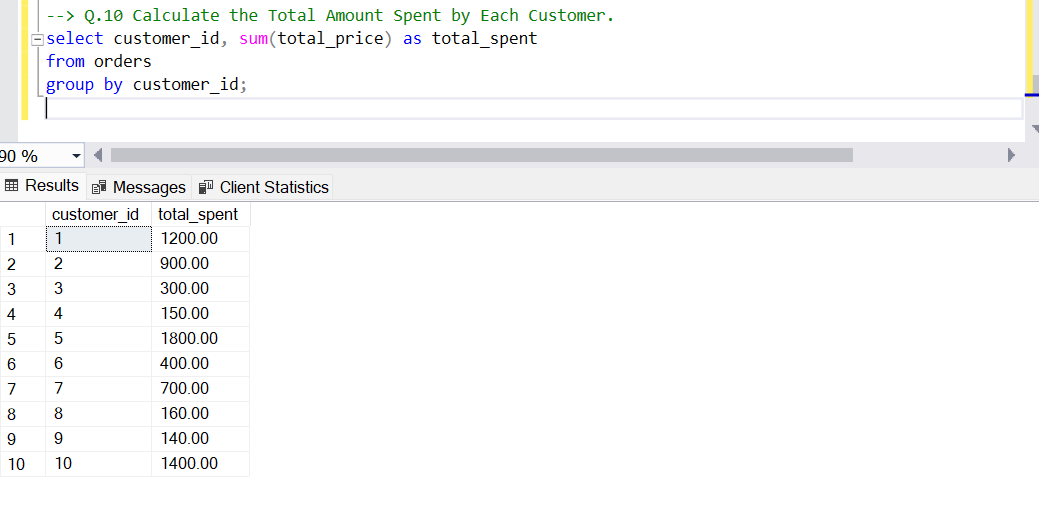 --> Q.10 Calculate the Total Amount Spent by Each Customer.
select customer_id, sum(total_price) as total_spent
from orders
group by customer_id;
90 %
Results Messages Client Statistics
customer_id total_spent
1 1 1200.00
2 2 900.00
3 3 300.00
4 4 150.00
5 5 1800.00
6 6 400.00
7 7 700.00
8 8 160.00
9 9 140.00
10 10 1400.00